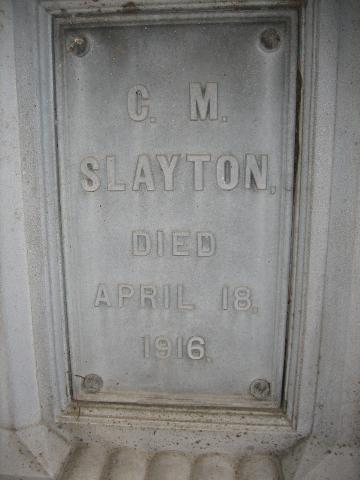 C. M.
SLAYTON,
DIED
APRIL 18,
1916.